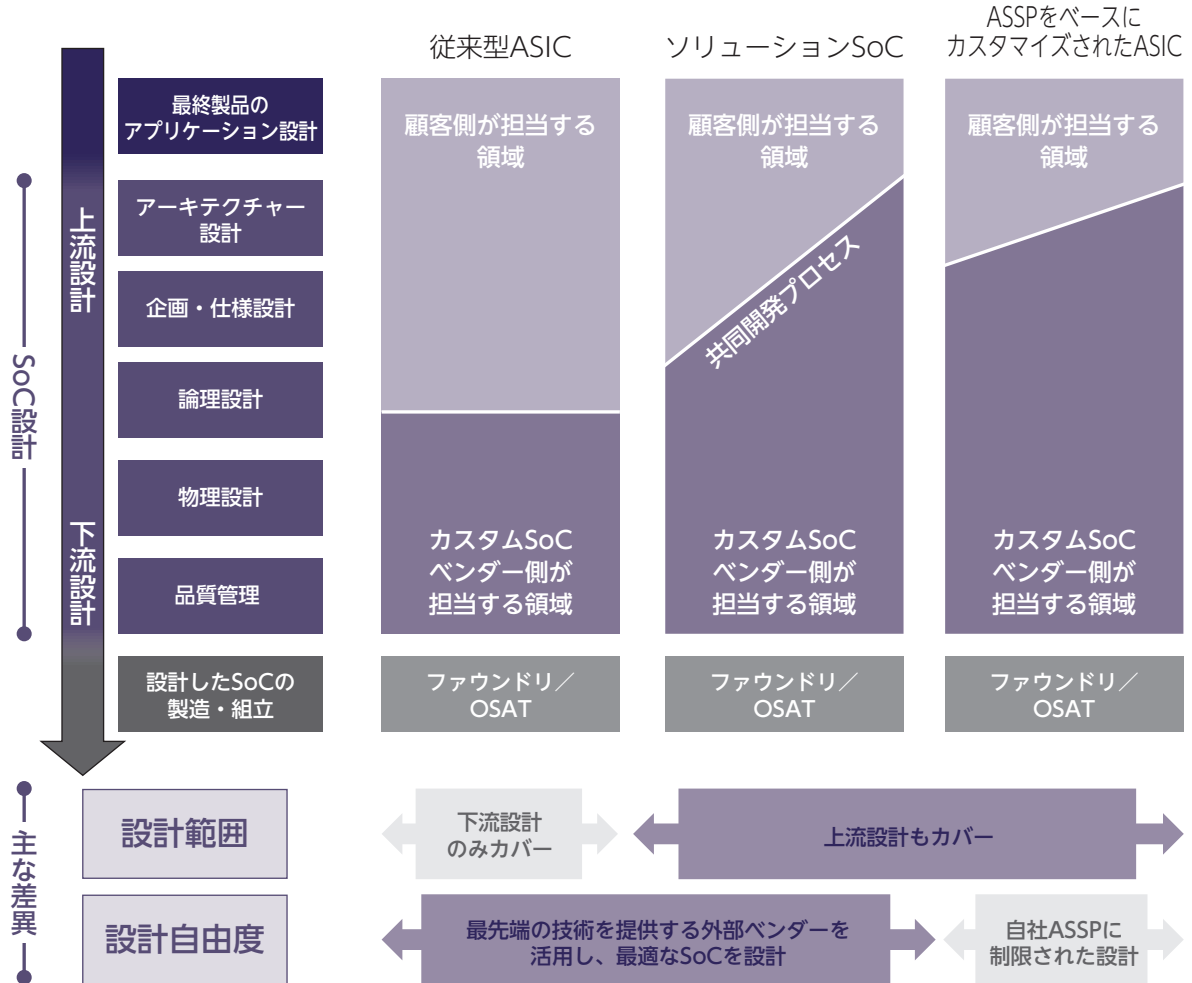 従来型ASIC
ソリューションSoC
ASSPをベースに
カスタマイズされたASIC
SoC設計
上流設計
下流設計
最終製品の
アプリケーション設計
アーキテクチャー
設計
企画・仕様設計
論理設計
物理設計
品質管理
設計したSoCの
製造・組立
顧客側が担当する
領域
カスタムSoC
ベンダー側が
担当する領域
ファウンドリ／
OSAT
顧客側が担当する
領域
共同開発プロセス
カスタムSoC
ベンダー側が
担当する領域
ファウンドリ／
OSAT
顧客側が担当する
領域
カスタムSoC
ベンダー側が
担当する領域
ファウンドリ／
OSAT
主な差異
設計範囲
下流設計
のみカバー
上流設計もカバー
設計自由度
最先端の技術を提供する外部ベンダーを
活用し、最適なSoCを設計
自社ASSPに
制限された設計